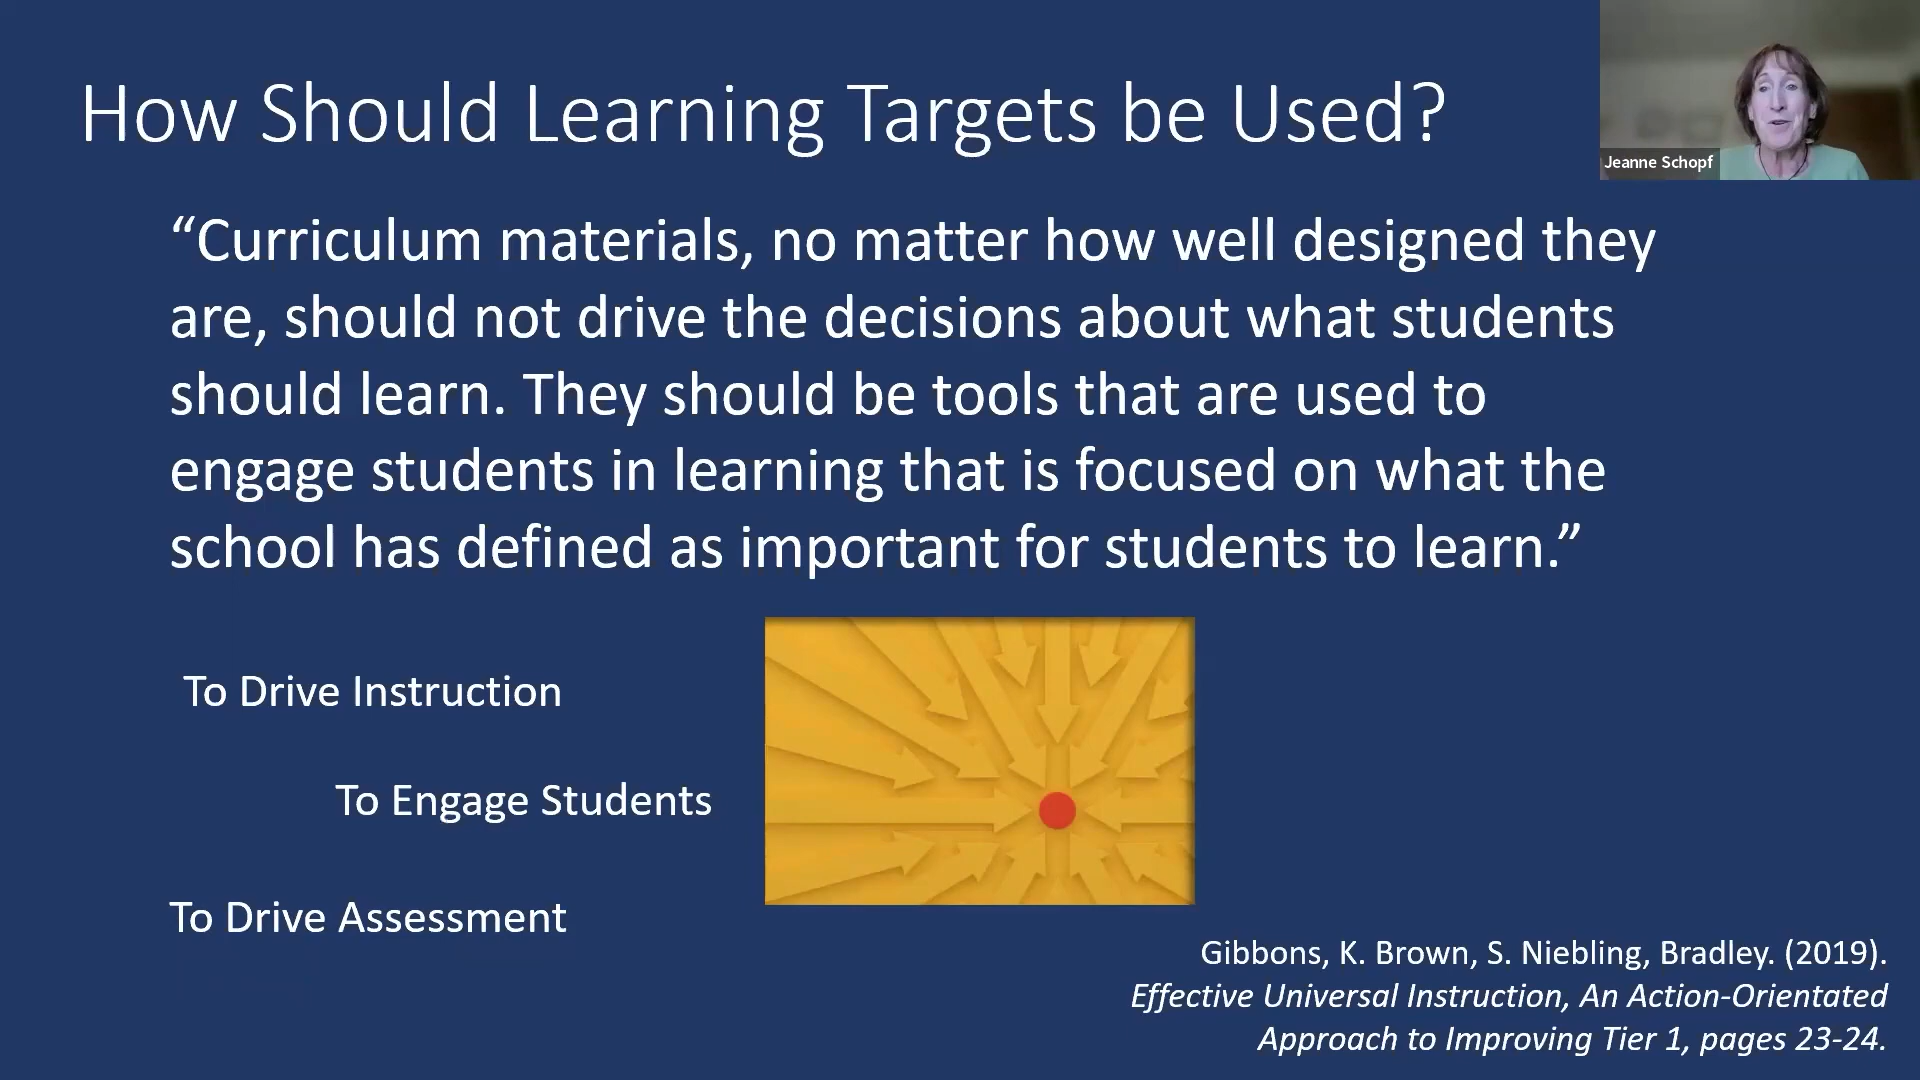 How Should Learning Targets be Used?
Jeanne Schopf
“Curriculum materials, no matter how well designed they
are, should not drive the decisions about what students
should learn. They should be tools that are used to
engage students in learning that is focused on what the
school has defined as important for students to learn.”
To Drive Instruction
To Engage Students
To Drive Assessment
Gibbons, K. Brown, S. Niebling, Bradley. (2019).
Effective Universal Instruction, An Action-Orientated
Approach to Improving Tier 1, pages 23-24.